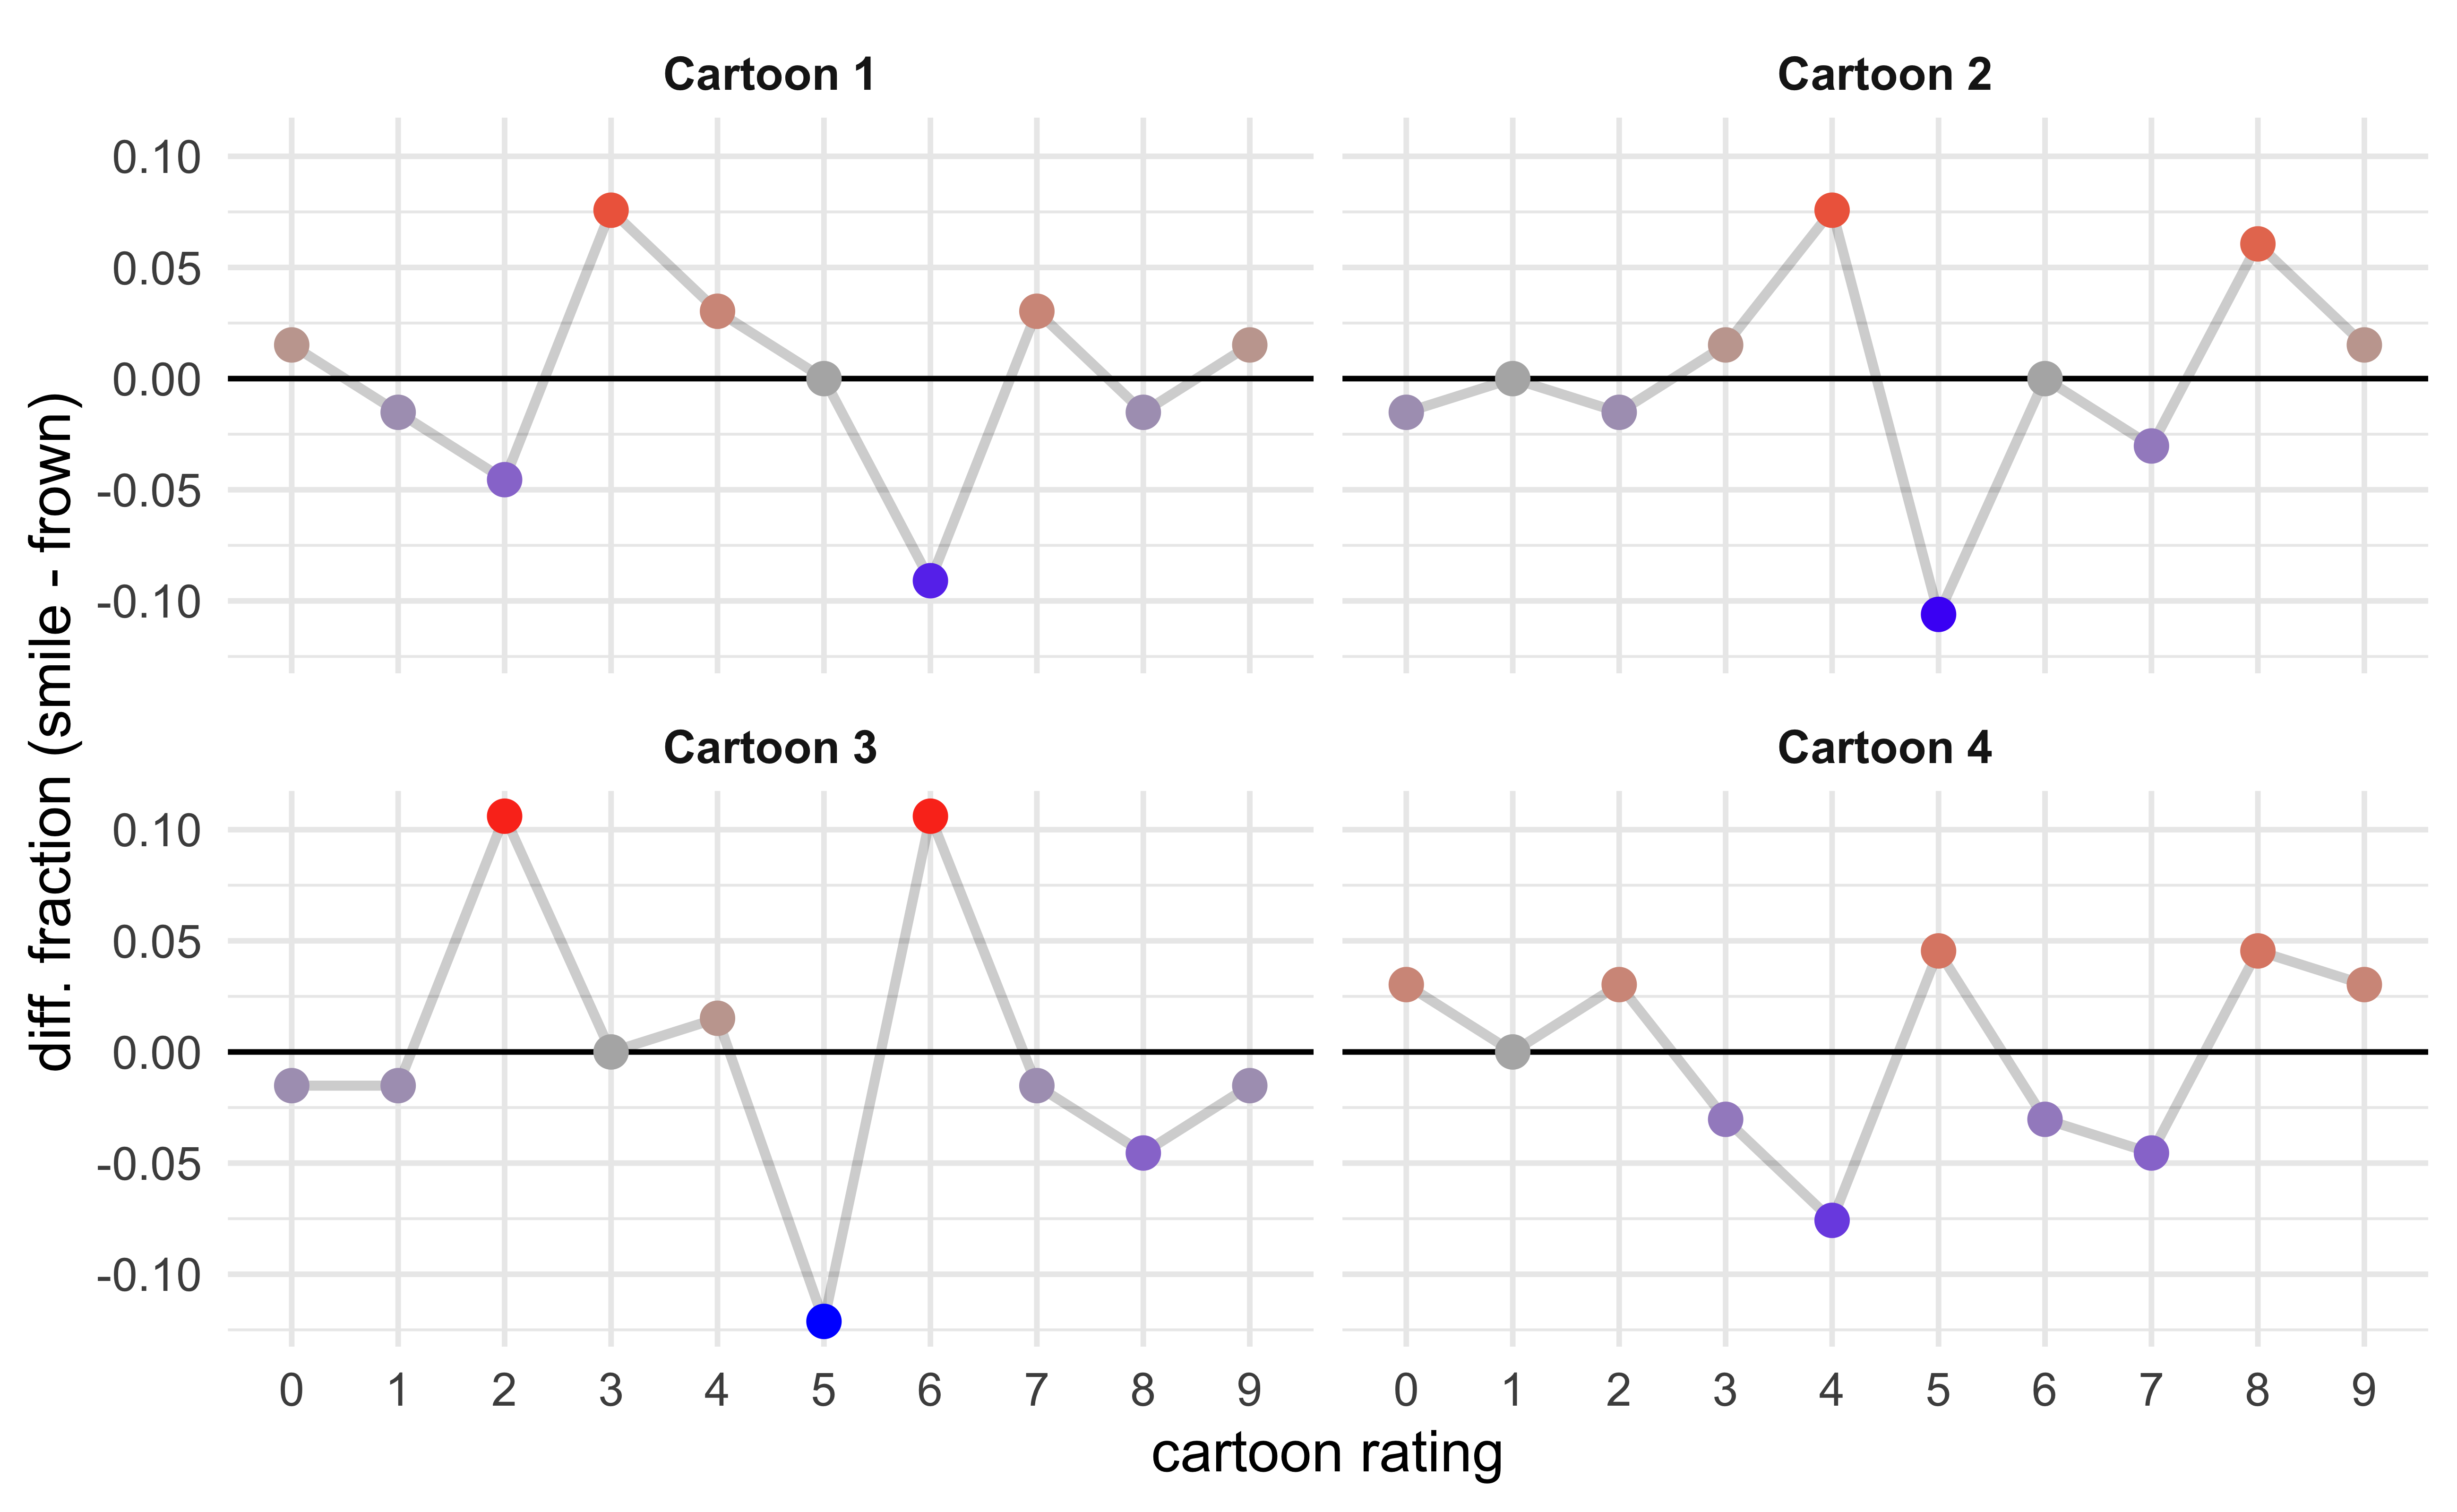 Cartoon 1
Cartoon 2
0.10
0.05
0.00
-0.05
-0.10
diff. fraction (smile - frown)
Cartoon 3
Cartoon 4
0.10
0.05
0.00
-0.05
-0.10
0 1 2 3 4 5 6 7 8 9
0 1 2 3 4 5 6 7 8 9
cartoon rating